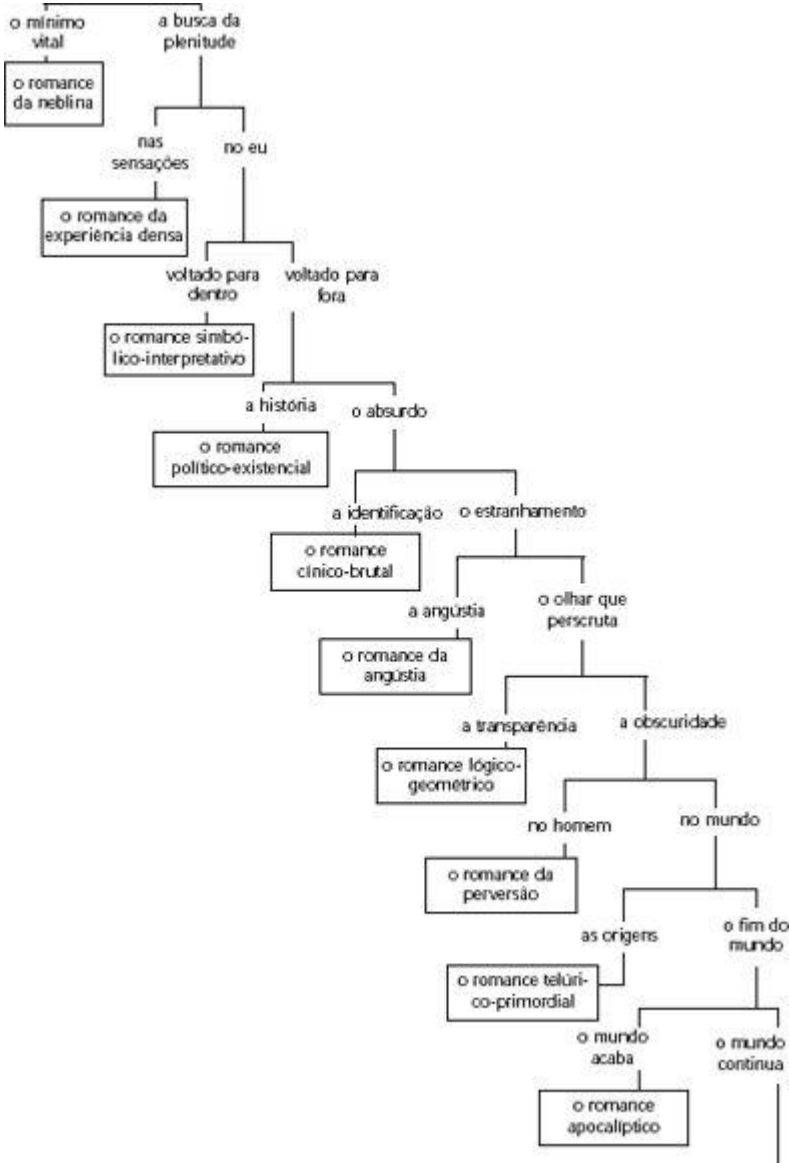 o mínimo
vital
a busca da
plenitude
o romance
da neblina
nas
sensações
no eu
o romance da
experiência densa
voltado para
dentro
voltado para
fora
o romance simbó-
lico-interpretativo
a história
o absurdo
o romance
político-existencial
a identificação
o estranhamento
o romance
cínico-brutal
a angústia
o olhar que
perscruta
o romance da
angústia
a transparência
a obscuridade
o romance lógico-
geométrico
no homem
no mundo
o romance da
perversão
as origens
o fim do
mundo
o romance telúri-
co-primordial
o mundo
acaba
o mundo
continua
o romance
apocalíptico